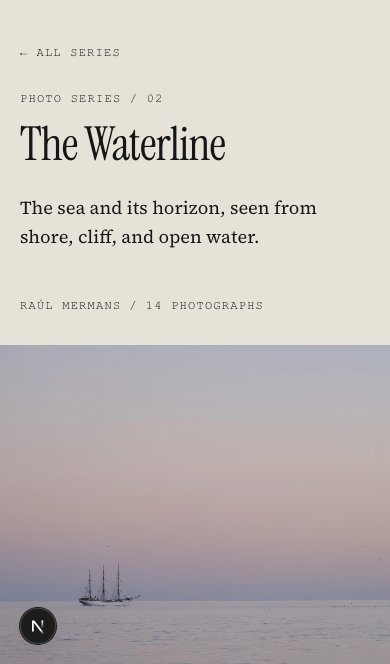 ← ALL SERIES
PHOTO SERIES / 02
The Waterline
The sea and its horizon, seen from
shore, cliff, and open water.
RAÚL MERMANS / 14 PHOTOGRAPHS
N